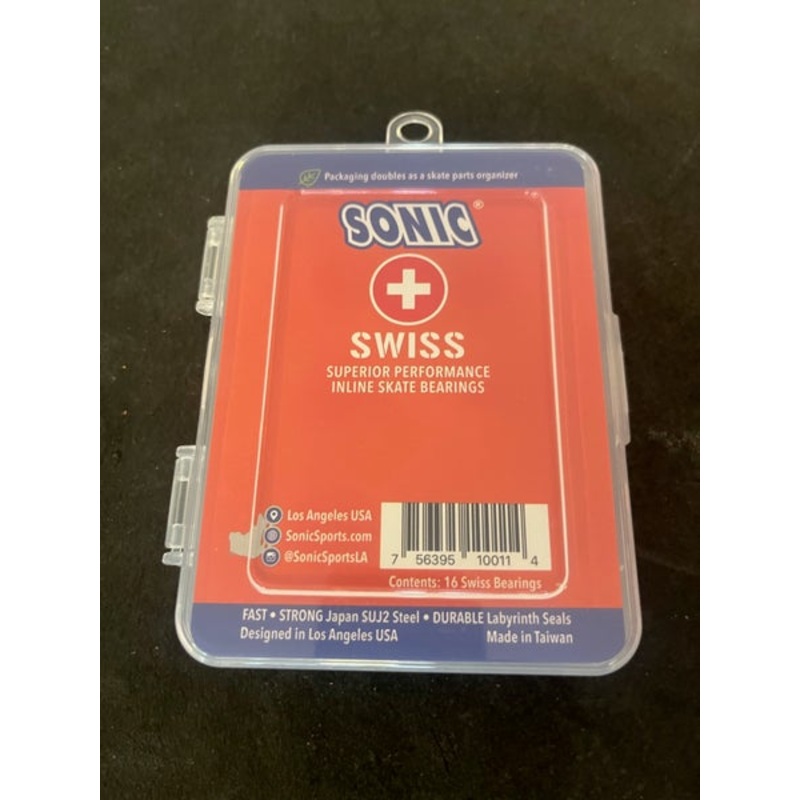 Packaging doubles as a skate parts organizer
SONIC®
SWISS
SUPERIOR PERFORMANCE
INLINE SKATE BEARINGS
Los Angeles USA
SonicSports.com
@SonicSportsLA
7 56395 10011 4
Contents: 16 Swiss Bearings
FAST • STRONG Japan SUJ2 Steel • DURABLE Labyrinth Seals
Designed in Los Angeles USA Made in Taiwan